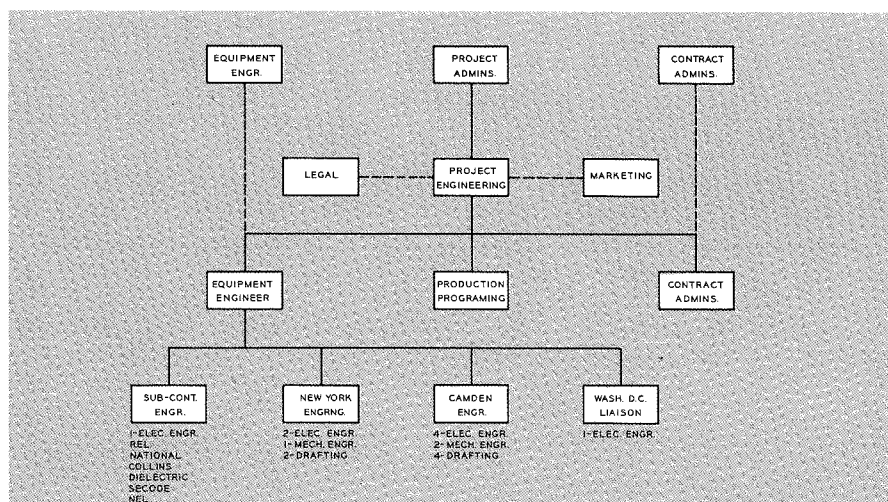 EQUIPMENT
ENGR.
PROJECT
ADMINS.
CONTRACT
ADMINS.
LEGAL
PROJECT
ENGINEERING
MARKETING
EQUIPMENT
ENGINEER
PRODUCTION
PROGRAMING
CONTRACT
ADMINS.
SUB-CONT.
ENGR.
NEW YORK
ENGRNG.
CAMDEN
ENGR.
WASH. D.C.
LIAISON
1-ELEC. ENGR.
REL
NATIONAL
COLLINS
DIELECTRIC
SECODE
NEL
2-ELEC. ENGR
1-MECH. ENGR.
2-DRAFTING
4-ELEC. ENGR.
2-MECH. ENGR.
4-DRAFTING
1-ELEC. ENGR.